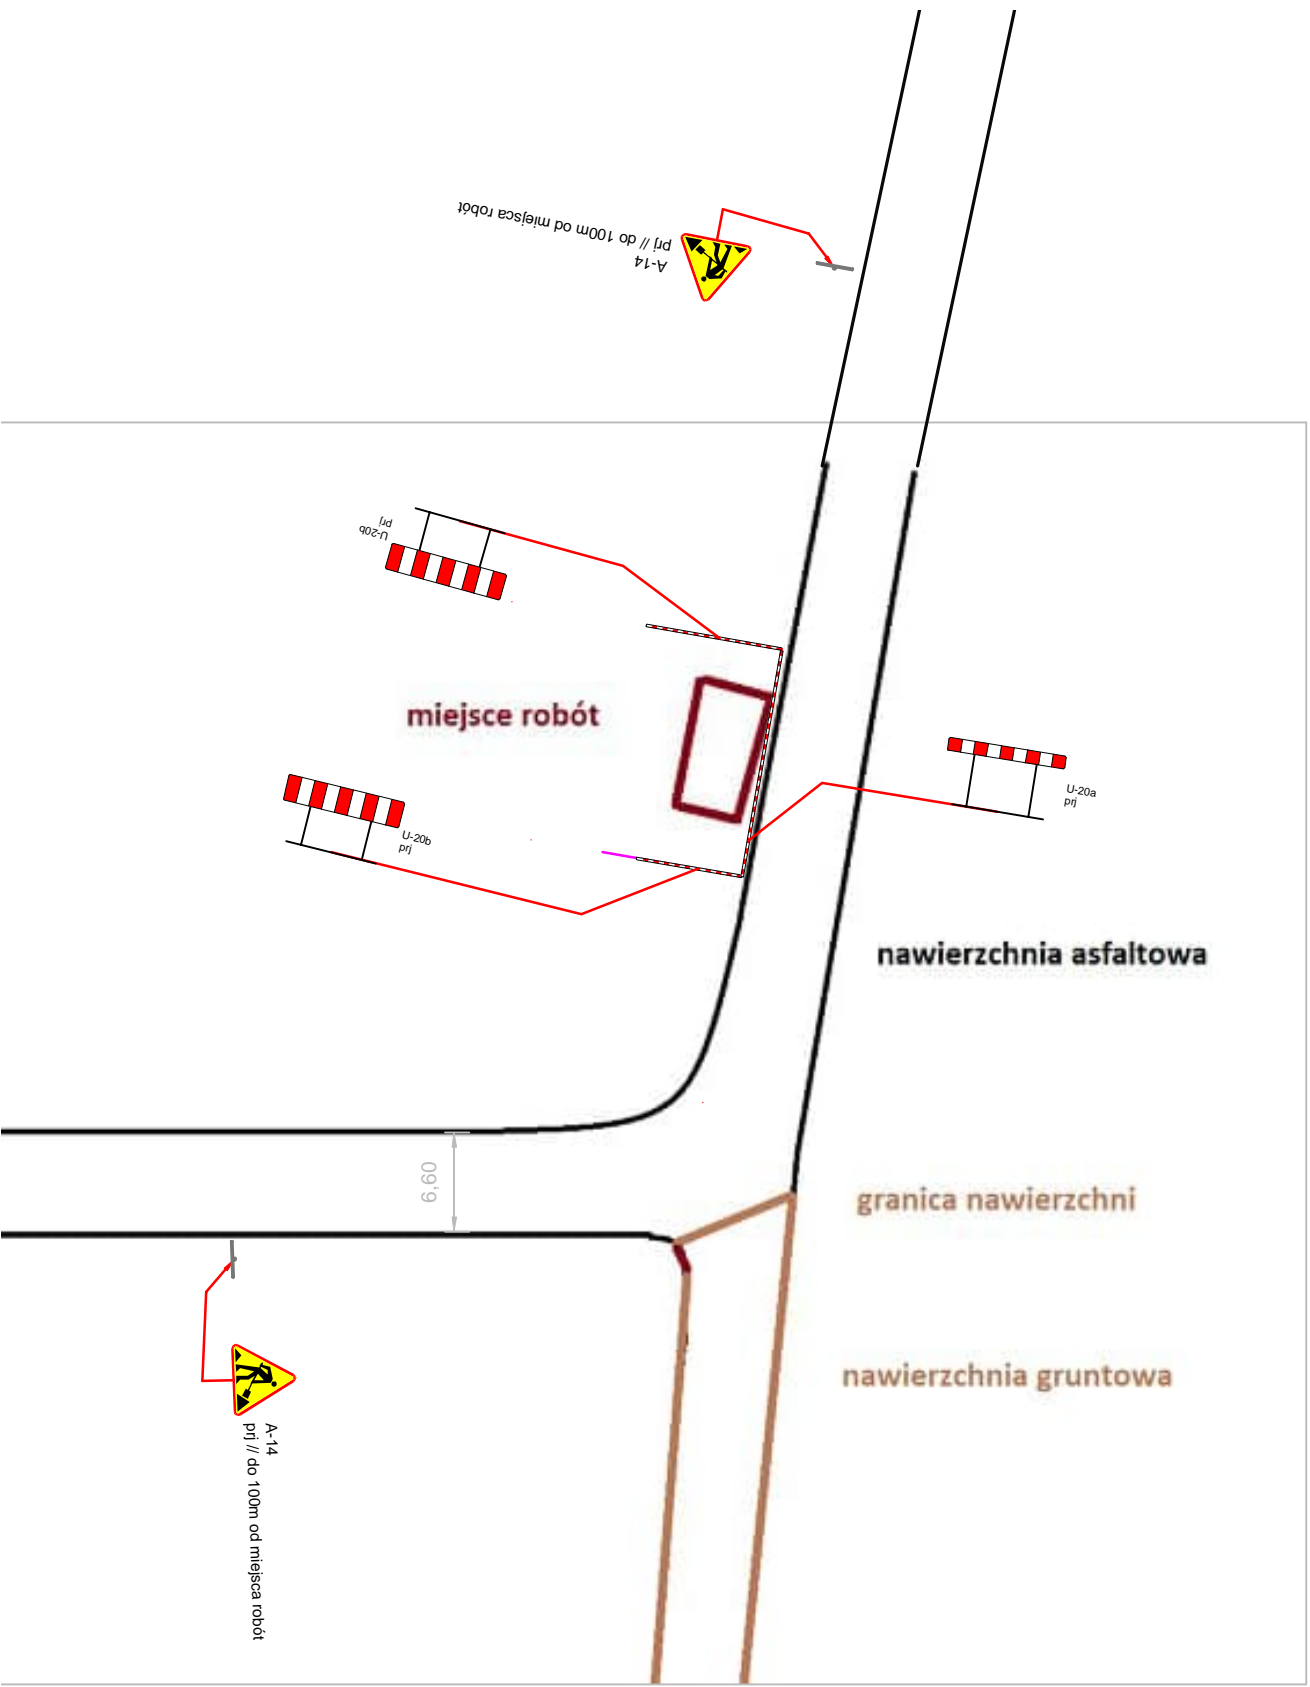 A-14
prj // do 100m od miejsca robót
U-20b
prj
miejsce robót
U-20a
prj
U-20b
prj
nawierzchnia asfaltowa
6,60
granica nawierzchni
nawierzchnia gruntowa
A-14
prj // do 100m od miejsca robót